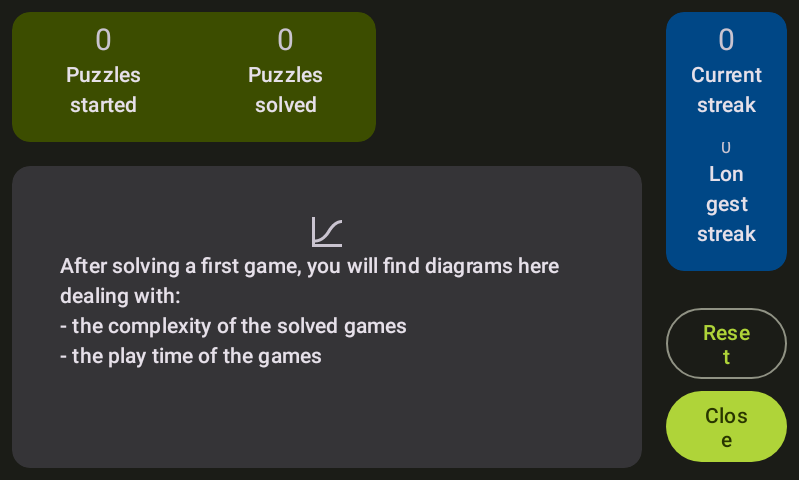 0
Puzzles
started
0
Puzzles
solved
0
Current
streak
Lon
gest
streak
After solving a first game, you will find diagrams here
dealing with:
- the complexity of the solved games
- the play time of the games
Rese
t
Clos
e